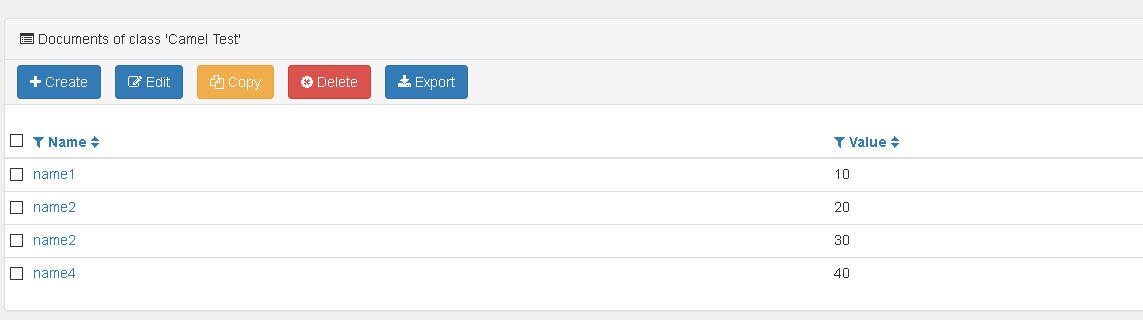 Documents of class 'Camel Test'
Create Edit Copy Delete Export
Name Value
name1 10
name2 20
name2 30
name4 40